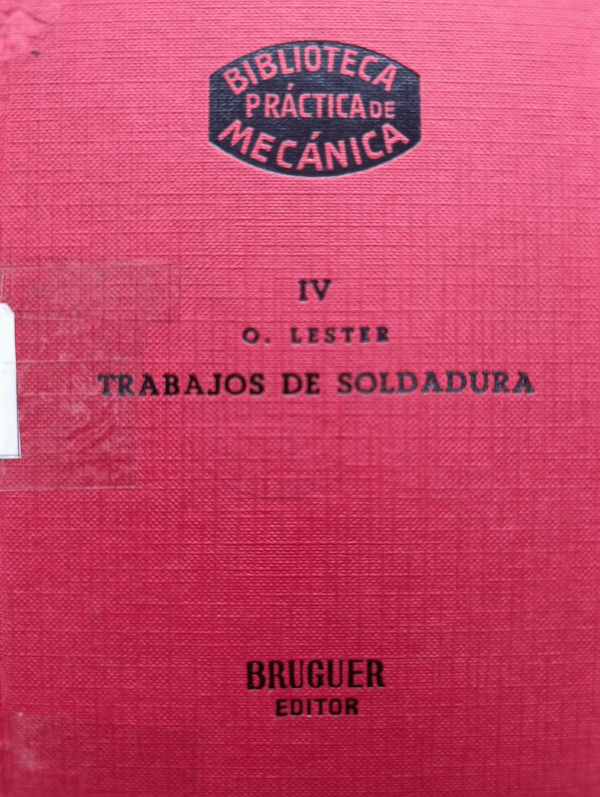 BIBLIOTECA
PRÁCTICA DE
MECÁNICA
IV
O. LESTER
TRABAJOS DE SOLDADURA
BRUGUER
EDITOR